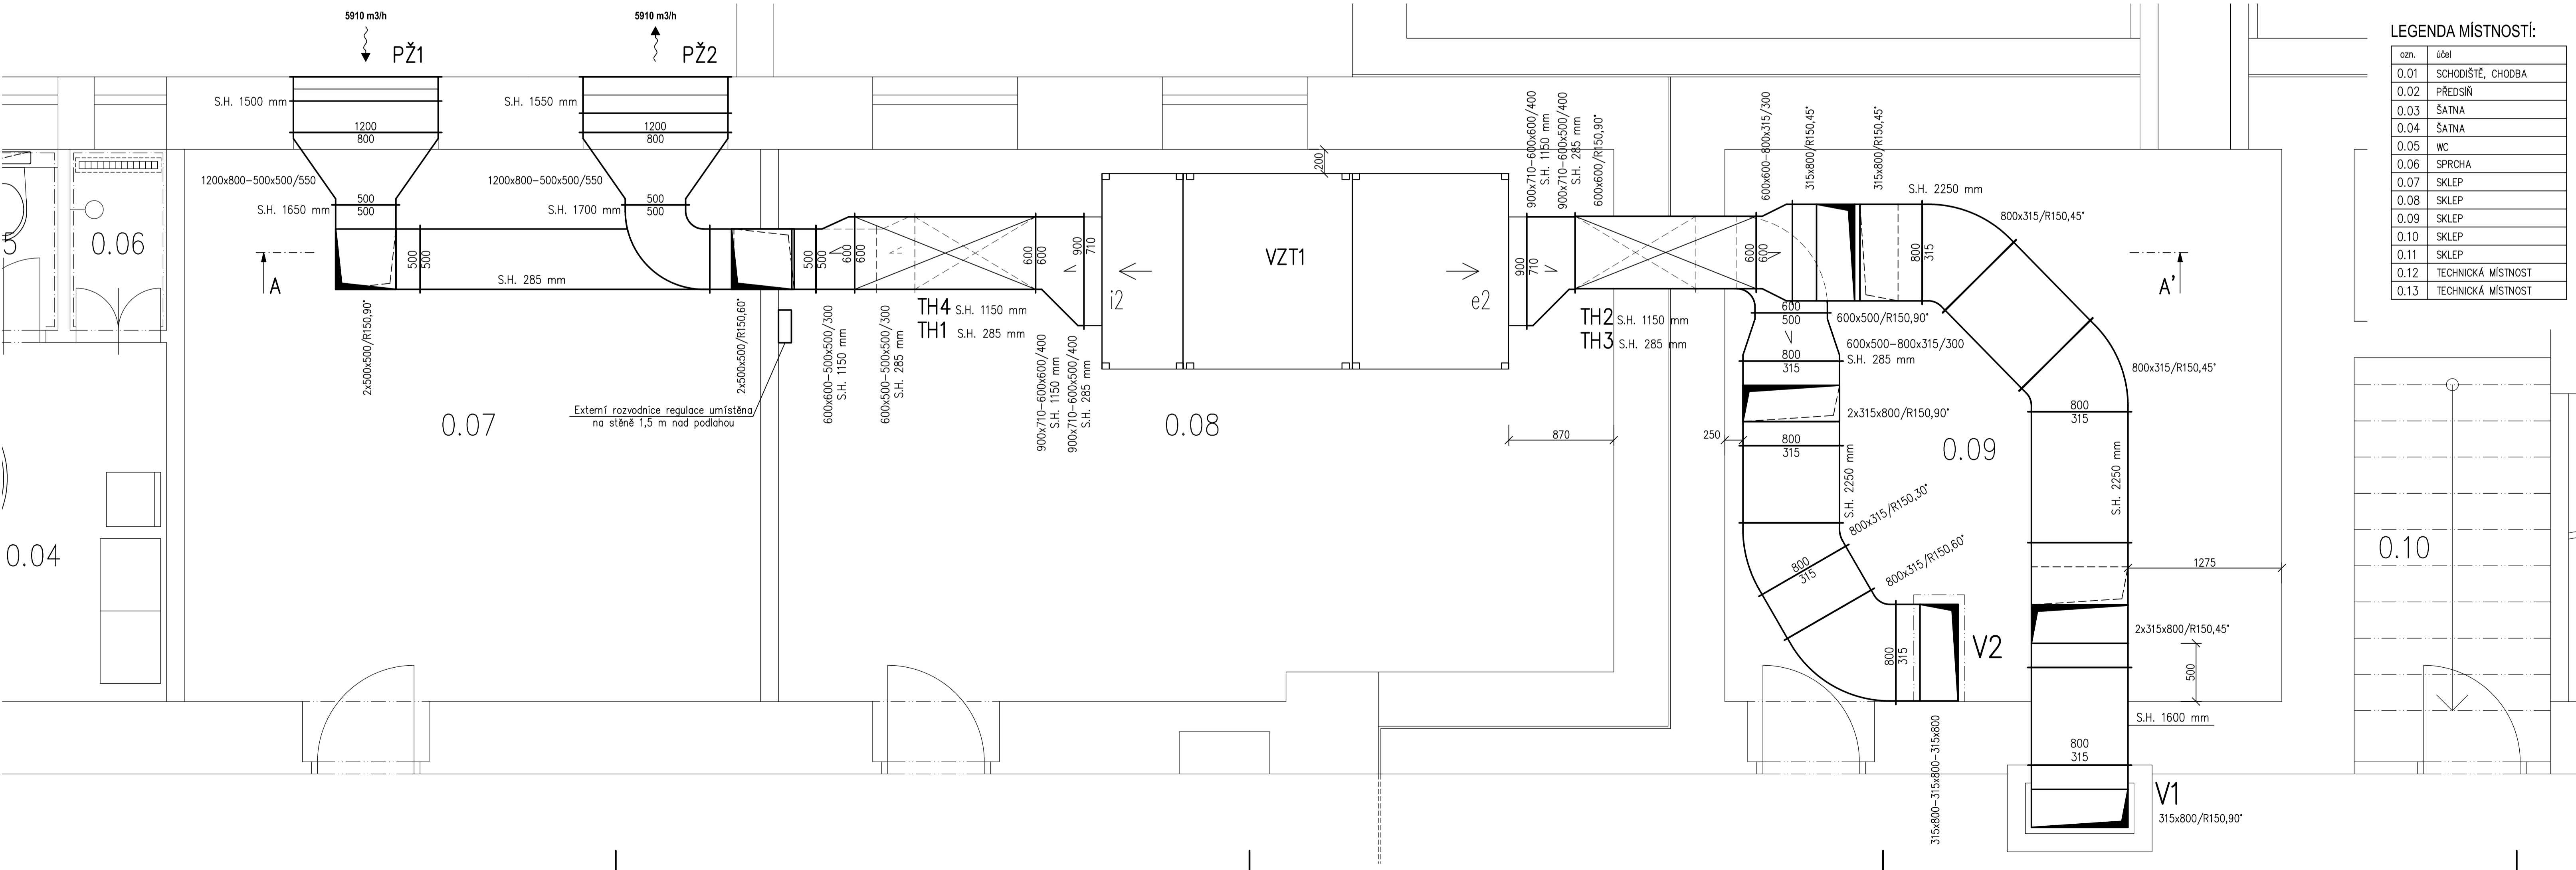 5910 m3/h
PŽ1
5910 m3/h
PŽ2
S.H. 1500 mm
1200
800
1200x800-500x500/550
500
500
S.H. 1650 mm
S.H. 1550 mm
1200
800
1200x800-500x500/550
500
500
S.H. 1700 mm
5
0.06
0.04
A
500
500
S.H. 285 mm
2x500x500/R150,90°
2x500x500/R150,60°
500
500
600
600
600x600-500x500/300
S.H. 1150 mm
600x500-500x500/300
S.H. 285 mm
TH4 S.H. 1150 mm
TH1 S.H. 285 mm
600
600
900
710
900x710-600x600/400
S.H. 1150 mm
900x710-600x500/400
S.H. 285 mm
Externí rozvodnice regulace umístěna
na stěně 1,5 m nad podlahou
0.07
0.08
200
i2
VZT1
e2
900
710
900x710-600x600/400
S.H. 1150 mm
900x710-600x500/400
S.H. 285 mm
600x600/R150,90°
TH2 S.H. 1150 mm
TH3 S.H. 285 mm
870
600
600
600x600-800x315/300
315x800/R150,45°
315x800/R150,45°
800
315
S.H. 2250 mm
800x315/R150,45°
800x315/R150,45°
600
500
600x500/R150,90°
600x500-800x315/300
S.H. 285 mm
800
315
2x315x800/R150,90°
250
800
315
S.H. 2250 mm
0.09
800x315/R150,30°
800
315
800x315/R150,60°
800
315
V2
315x800-315x800-315x800
A'
800
315
S.H. 2250 mm
1275
2x315x800/R150,45°
500
S.H. 1600 mm
800
315
V1
315x800/R150,90°
0.10
LEGENDA MÍSTNOSTÍ:
ozn. účel
0.01 SCHODIŠTĚ, CHODBA
0.02 PŘEDSÍŇ
0.03 ŠATNA
0.04 ŠATNA
0.05 WC
0.06 SPRCHA
0.07 SKLEP
0.08 SKLEP
0.09 SKLEP
0.10 SKLEP
0.11 SKLEP
0.12 TECHNICKÁ MÍSTNOST
0.13 TECHNICKÁ MÍSTNOST